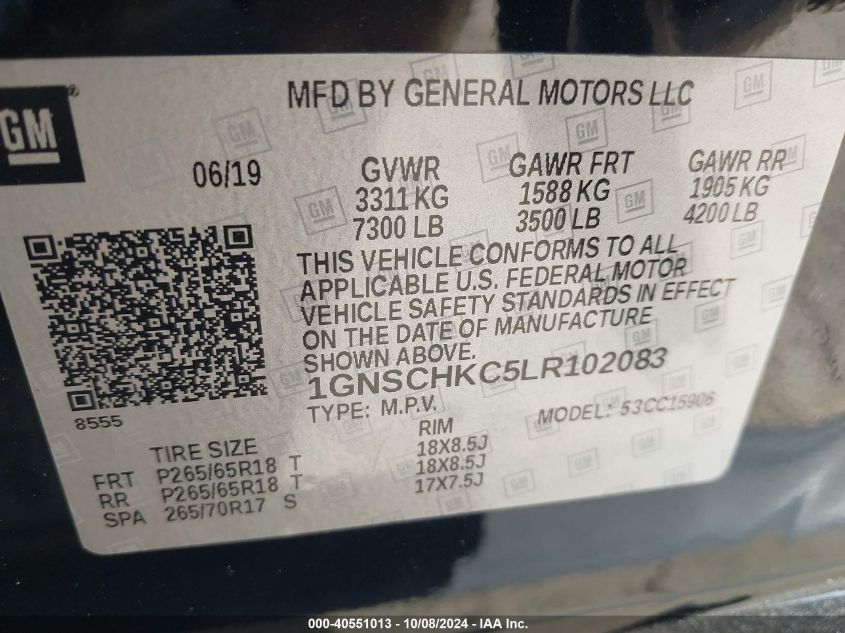 GM ®
MFD BY GENERAL MOTORS LLC
06/19
GVWR
3311 KG
7300 LB
GAWR FRT
1588 KG
3500 LB
GAWR RR
1905 KG
4200 LB
THIS VEHICLE CONFORMS TO ALL
APPLICABLE U.S. FEDERAL MOTOR
VEHICLE SAFETY STANDARDS IN EFFECT
ON THE DATE OF MANUFACTURE
SHOWN ABOVE.
1GNSCHKC5LR102083
TYPE: M.P.V.
MODEL: 53CC15906
8555
TIRE SIZE RIM
FRT P265/65R18 T 18X8.5J
RR P265/65R18 T 18X8.5J
SPA 265/70R17 S 17X7.5J
000-40551013 - 10/08/2024 - IAA Inc.